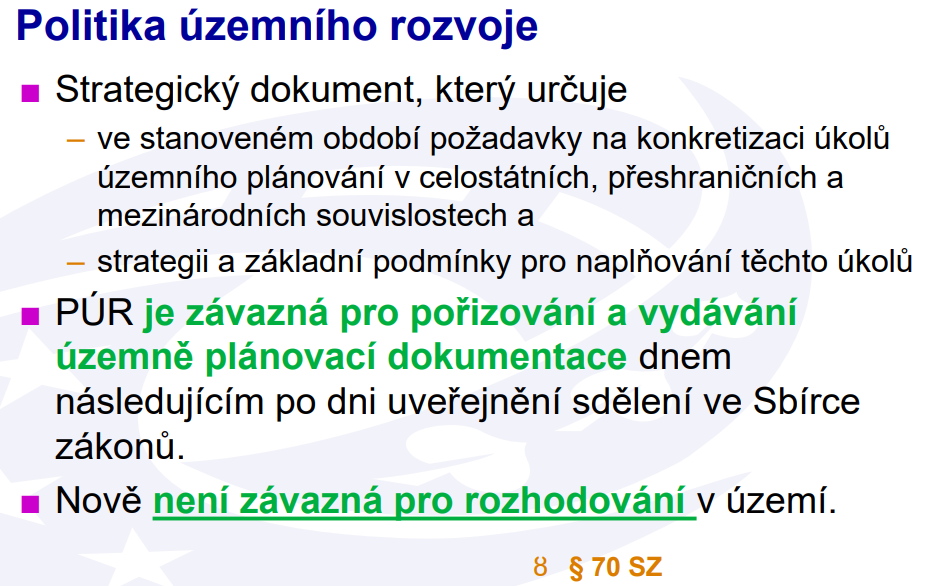 Politika územního rozvoje
■ Strategický dokument, který určuje
– ve stanoveném období požadavky na konkretizaci úkolů
územního plánování v celostátních, přeshraničních a
mezinárodních souvislostech a
– strategii a základní podmínky pro naplňování těchto úkolů
■ PÚR je závazná pro pořizování a vydávání
územně plánovací dokumentace dnem
následujícím po dni uveřejnění sdělení ve Sbírce
zákonů.
■ Nově není závazná pro rozhodování v území.
8 § 70 SZ